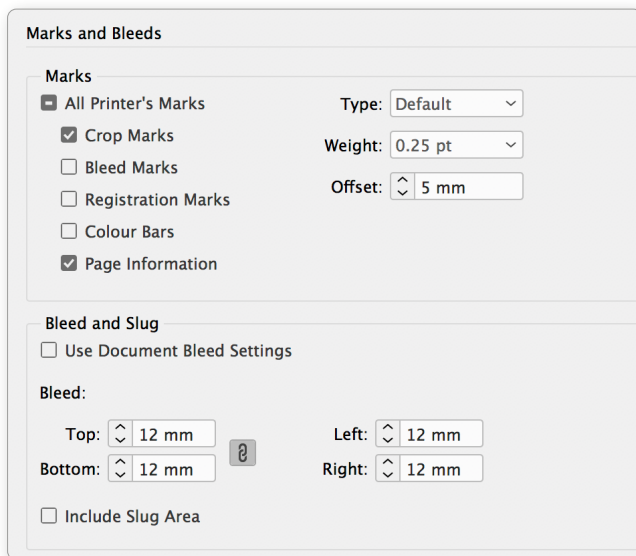 Marks and Bleeds
Marks
All Printer's Marks
Type: Default
Crop Marks
Weight: 0.25 pt
Bleed Marks
Offset: 5 mm
Registration Marks
Colour Bars
Page Information
Bleed and Slug
Use Document Bleed Settings
Bleed:
Top: 12 mm Left: 12 mm
Bottom: 12 mm Right: 12 mm
Include Slug Area